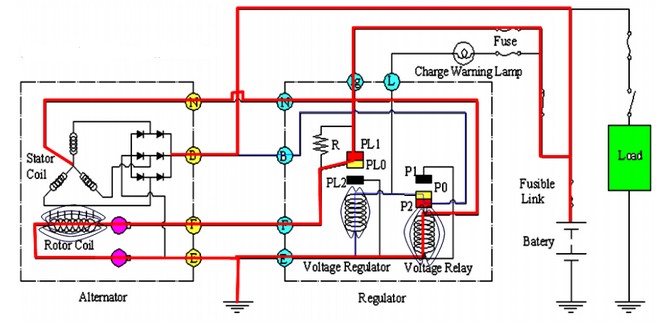 Fuse
Ig
L
Charge Warning Lamp
N
N
R
PL1
PL0
PL2
P1
P0
P2
B
B
Stator
Coil
Load
Fusible
Link
F
F
Rotor Coil
E
E
Voltage Regulator
Voltage Relay
Batery
Alternator
Regulator